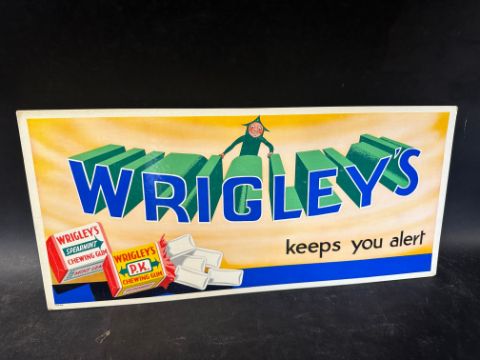 WRIGLEY'S
keeps you alert
WRIGLEY'S
SPEARMINT
CHEWING GUM
WRIGLEY'S
P.K.
CHEWING GUM